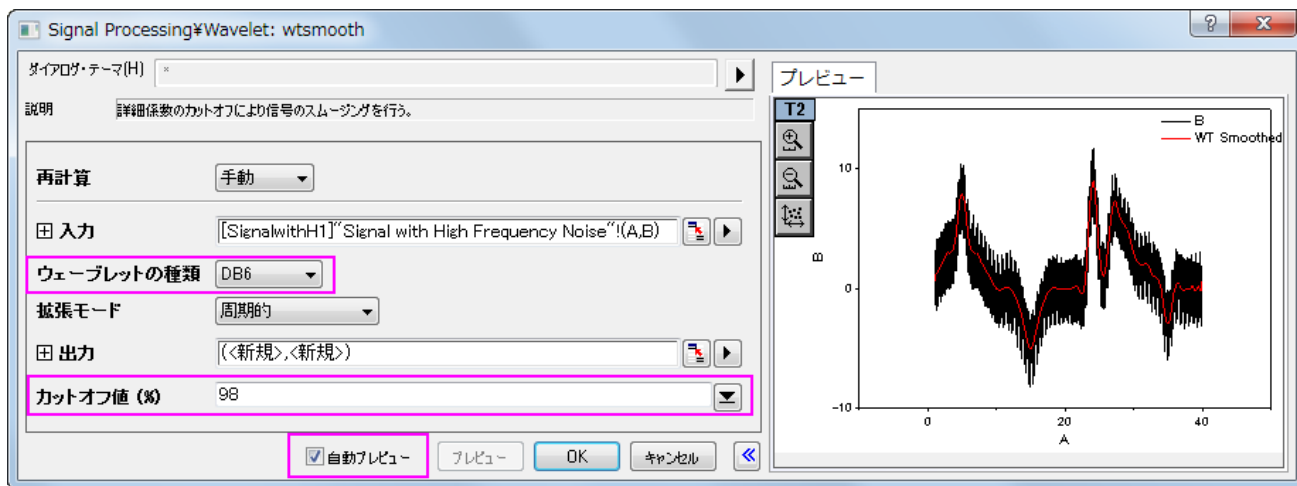 Signal Processing¥Wavelet: wtsmooth
ダイアログ・テーマ(H) *
説明 詳細係数のカットオフにより信号のスムージングを行う。
再計算 手動
入力 [SignalwithH1]"Signal with High Frequency Noise"!(A,B)
ウェーブレットの種類 DB6
拡張モード 周期的
出力 (<新規>,<新規>)
カットオフ値 (%) 98
自動プレビュー プレビュー OK キャンセル
プレビュー
T2
B
WT Smoothed
10
0
-10
B
0 20 40
A